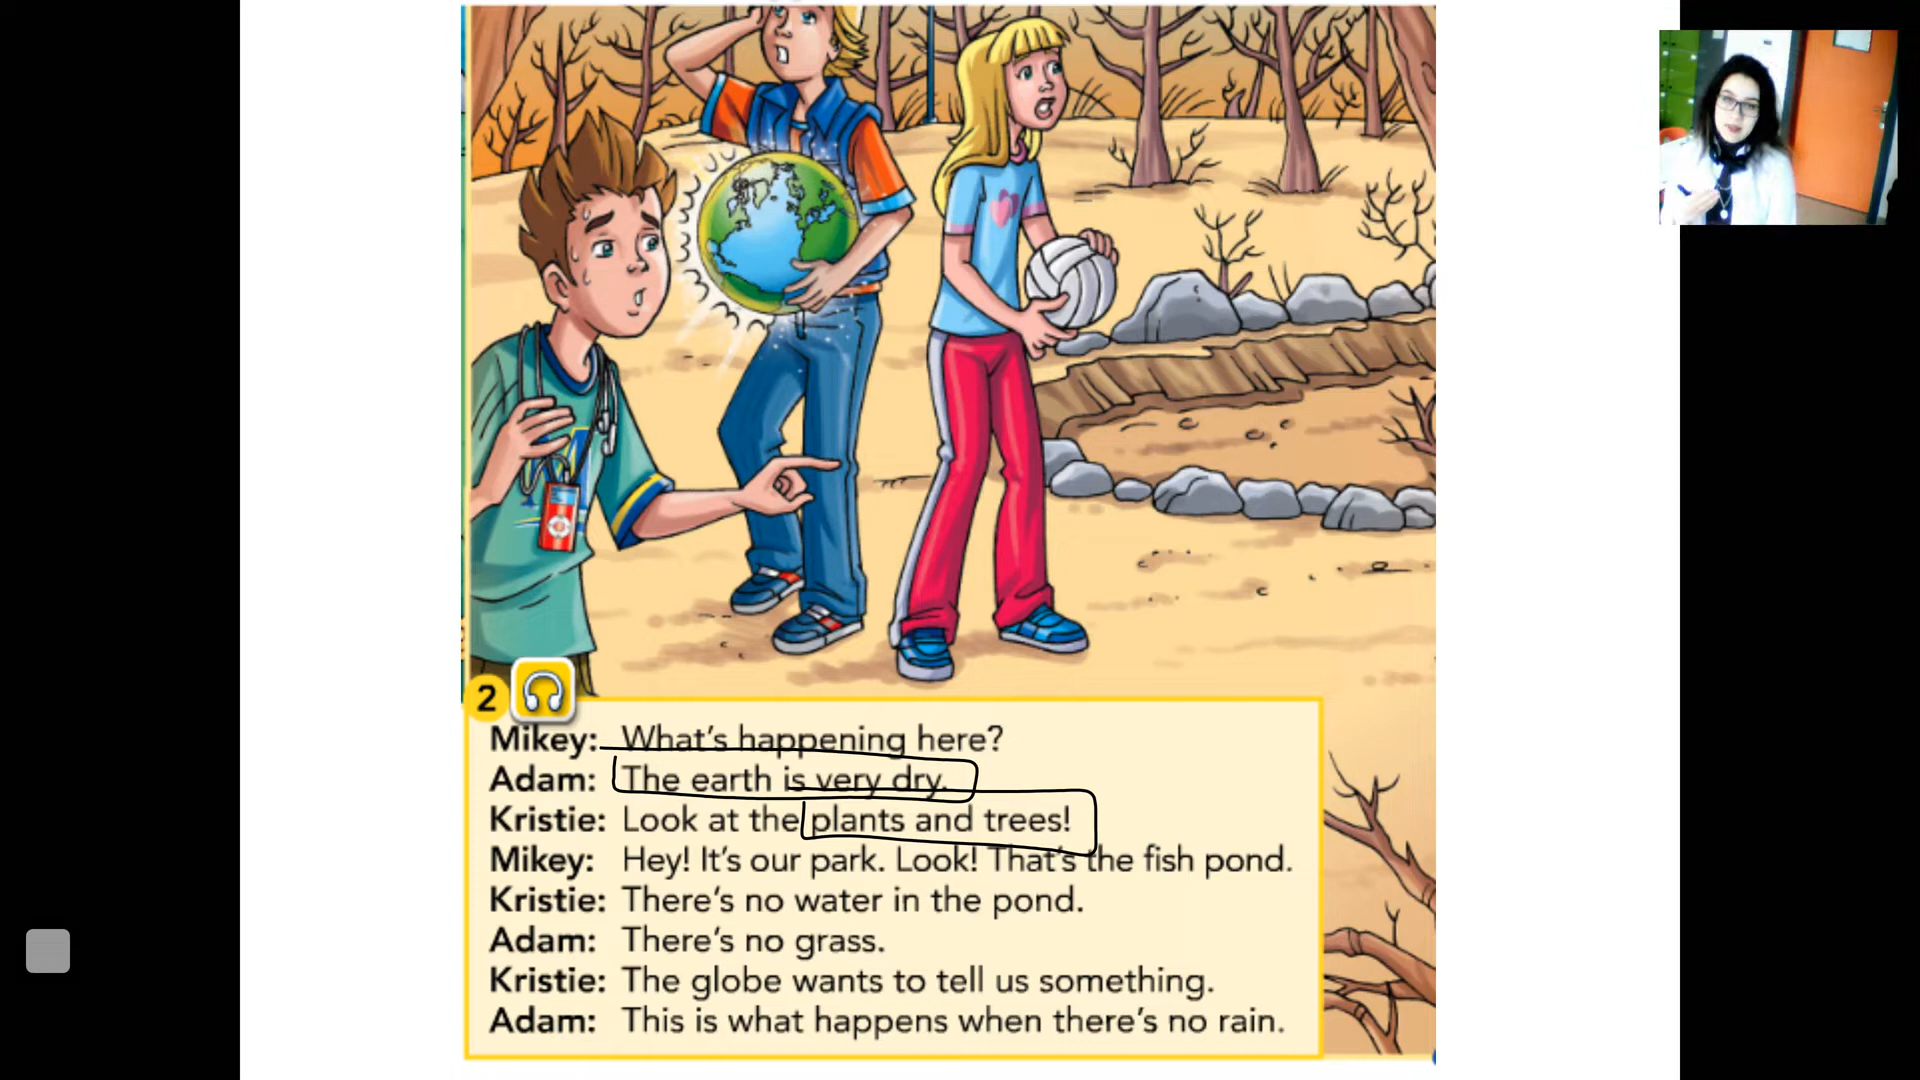 2
Mikey: What's happening here?
Adam: The earth is very dry.
Kristie: Look at the plants and trees!
Mikey: Hey! It's our park. Look! That's the fish pond.
Kristie: There's no water in the pond.
Adam: There's no grass.
Kristie: The globe wants to tell us something.
Adam: This is what happens when there's no rain.